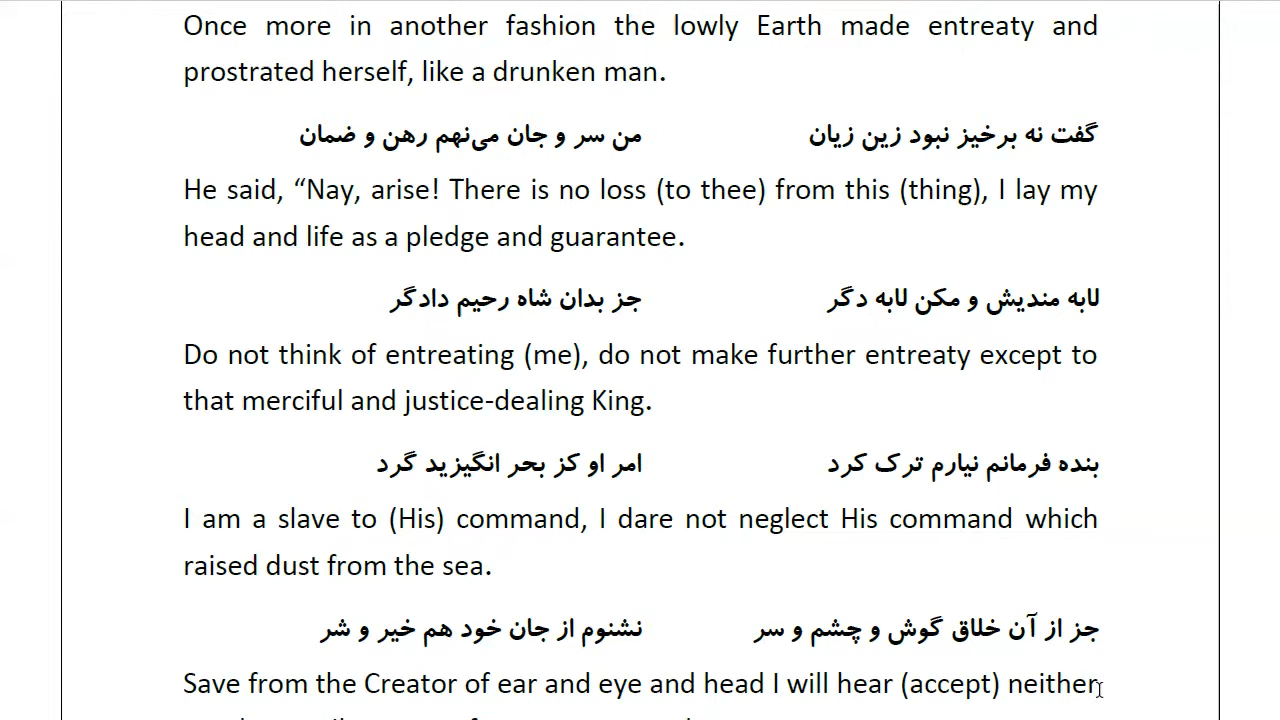 Once more in another fashion the lowly Earth made entreaty and
prostrated herself, like a drunken man.
گفت نه برخیز نبود زین زیان من سر و جان می‌نهم رهن و ضمان
He said, “Nay, arise! There is no loss (to thee) from this (thing), I lay my
head and life as a pledge and guarantee.
لابه مندیش و مکن لابه دگر جز بدان شاه رحیم دادگر
Do not think of entreating (me), do not make further entreaty except to
that merciful and justice-dealing King.
بنده فرمانم نیارم ترک کرد امر او کز بحر انگیزید گرد
I am a slave to (His) command, I dare not neglect His command which
raised dust from the sea.
جز از آن خلاق گوش و چشم و سر نشنوم از جان خود هم خیر و شر
Save from the Creator of ear and eye and head I will hear (accept) neither